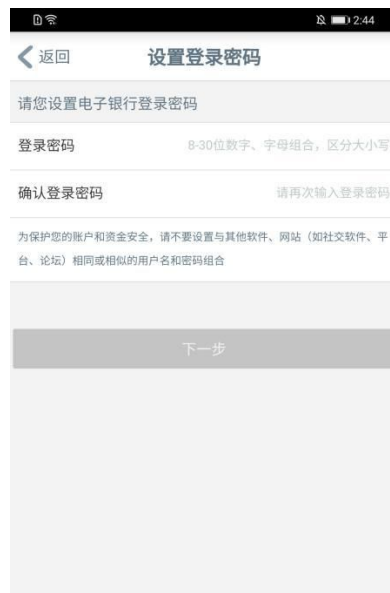 2:44
返回
设置登录密码
请您设置电子银行登录密码
登录密码
8-30位数字、字母组合，区分大小写
确认登录密码
请再次输入登录密码
为保护您的账户和资金安全，请不要设置与其他软件、网站（如社交软件、平
台、论坛）相同或相似的用户名和密码组合
下一步